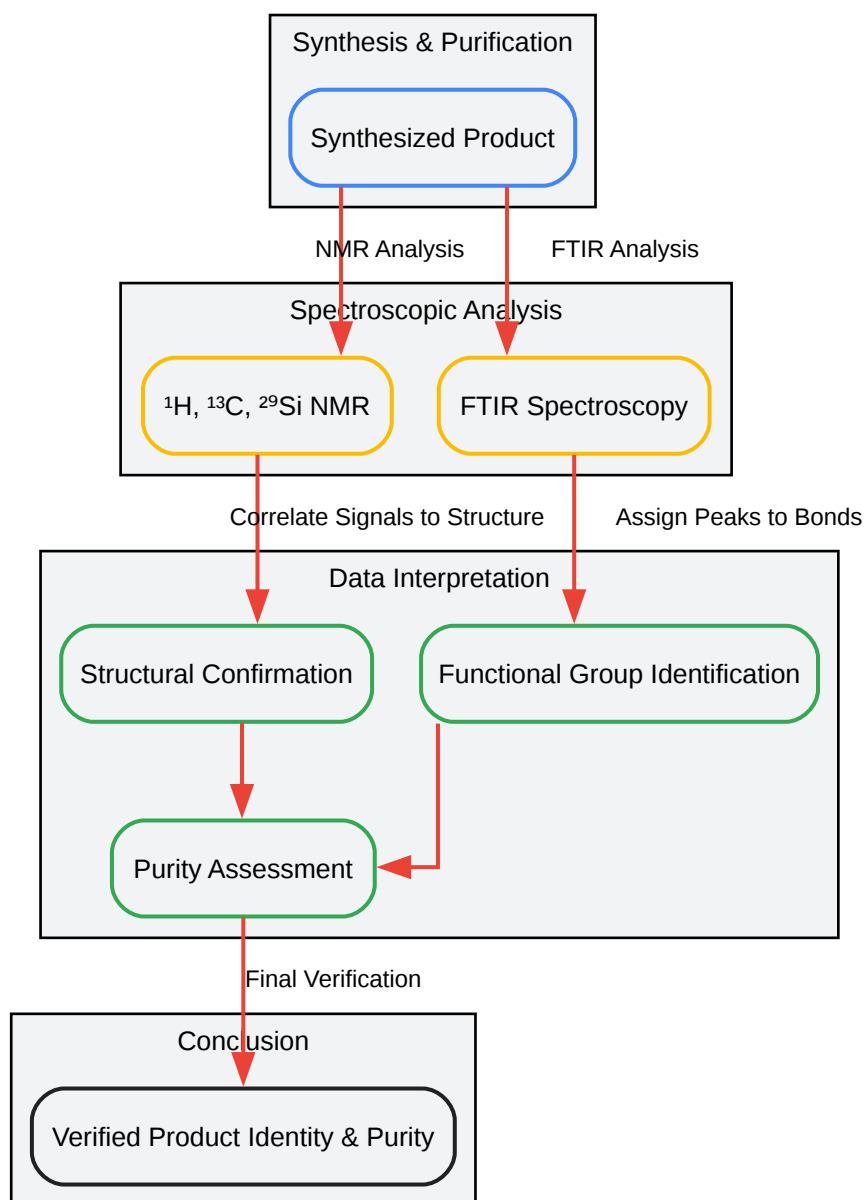 Synthesis & Purification
Synthesized Product
NMR Analysis
FTIR Analysis
Spectroscopic Analysis
¹H, ¹³C, ²⁹Si NMR
FTIR Spectroscopy
Correlate Signals to Structure
Assign Peaks to Bonds
Data Interpretation
Structural Confirmation
Functional Group Identification
Purity Assessment
Final Verification
Conclusion
Verified Product Identity & Purity